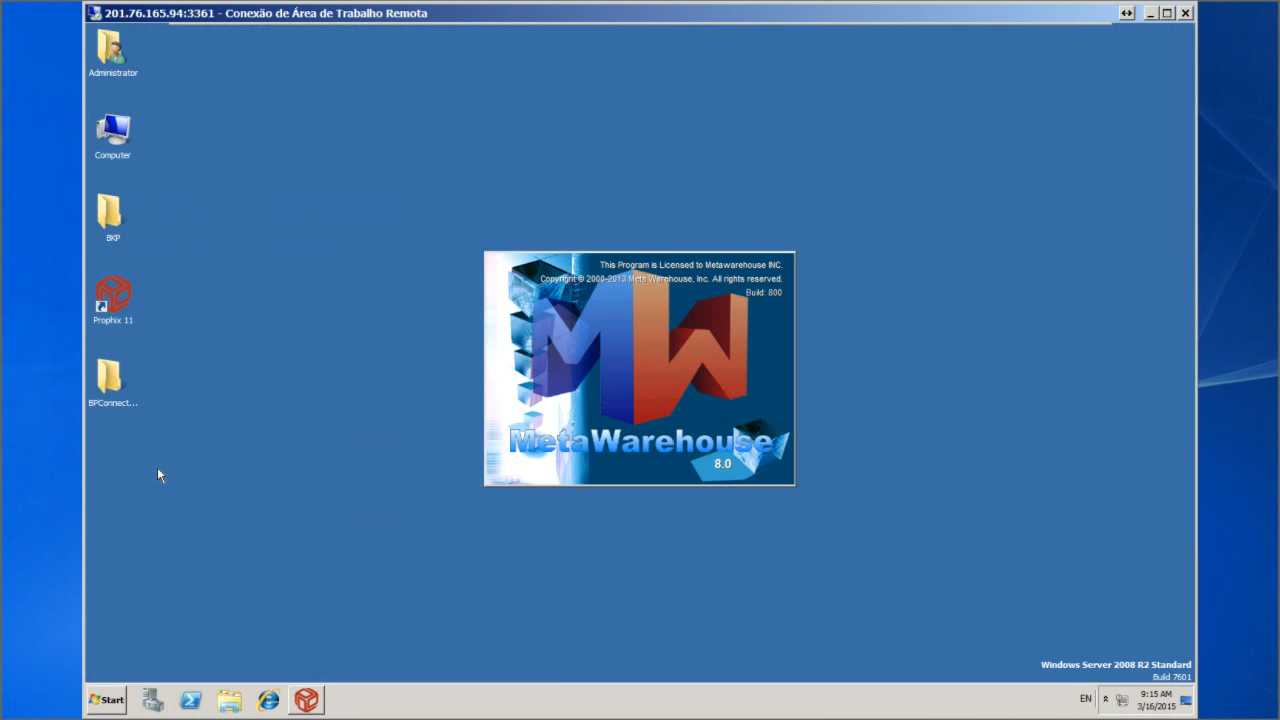 201.76.165.94:3361 - Conexão de Área de Trabalho Remota
Administrator
Computer
BKP
Prophix 11
BPConnect...
This Program is Licensed to Metawarehouse INC.
Copyright © 2000-2013 Meta Warehouse, Inc. All rights reserved.
Build: 800
MW
MetaWarehouse
8.0
Windows Server 2008 R2 Standard
Build 7601
Start
EN
9:15 AM
3/16/2015